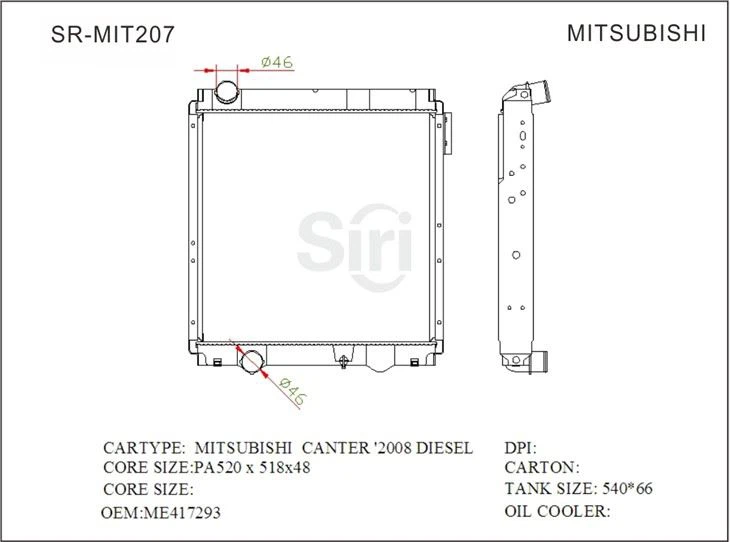 SR-MIT207
MITSUBISHI
Ø46
Siri
Ø46
CARTYPE: MITSUBISHI CANTER '2008 DIESEL
DPI:
CORE SIZE:PA520 x 518x48
CARTON:
CORE SIZE:
TANK SIZE: 540*66
OEM:ME417293
OIL COOLER: